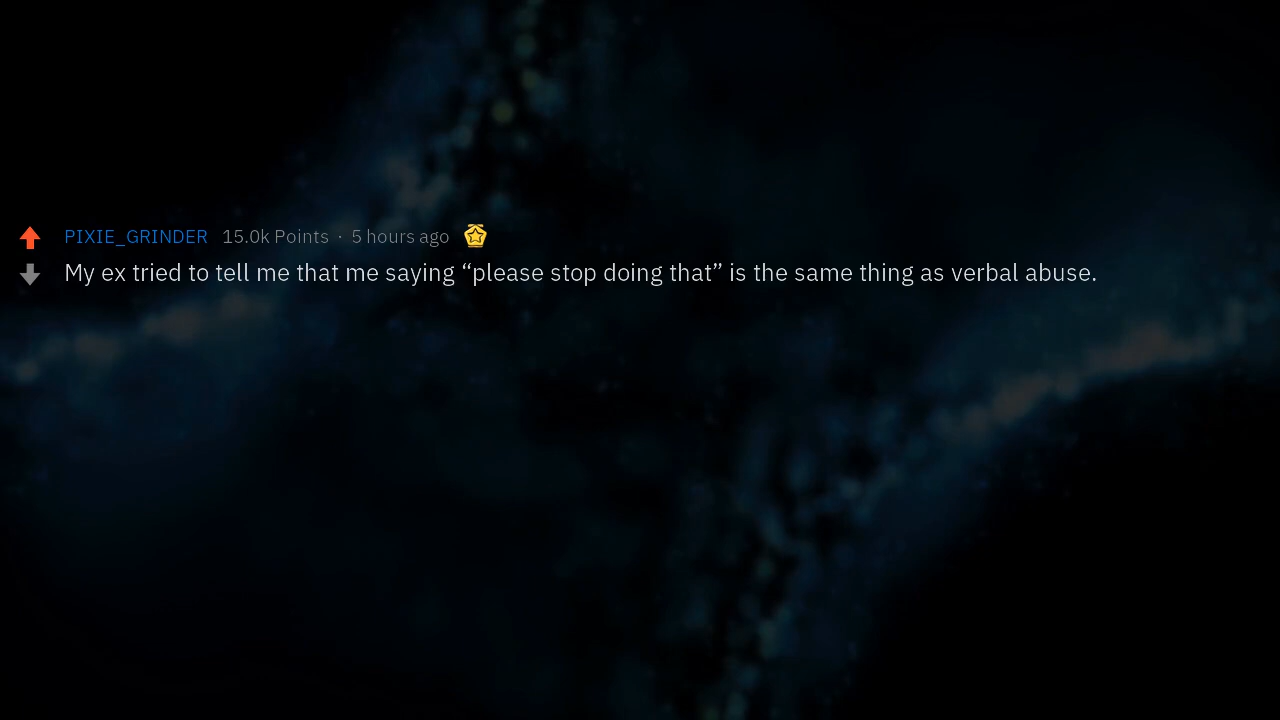 PIXIE_GRINDER 15.0k Points · 5 hours ago
My ex tried to tell me that me saying “please stop doing that” is the same thing as verbal abuse.